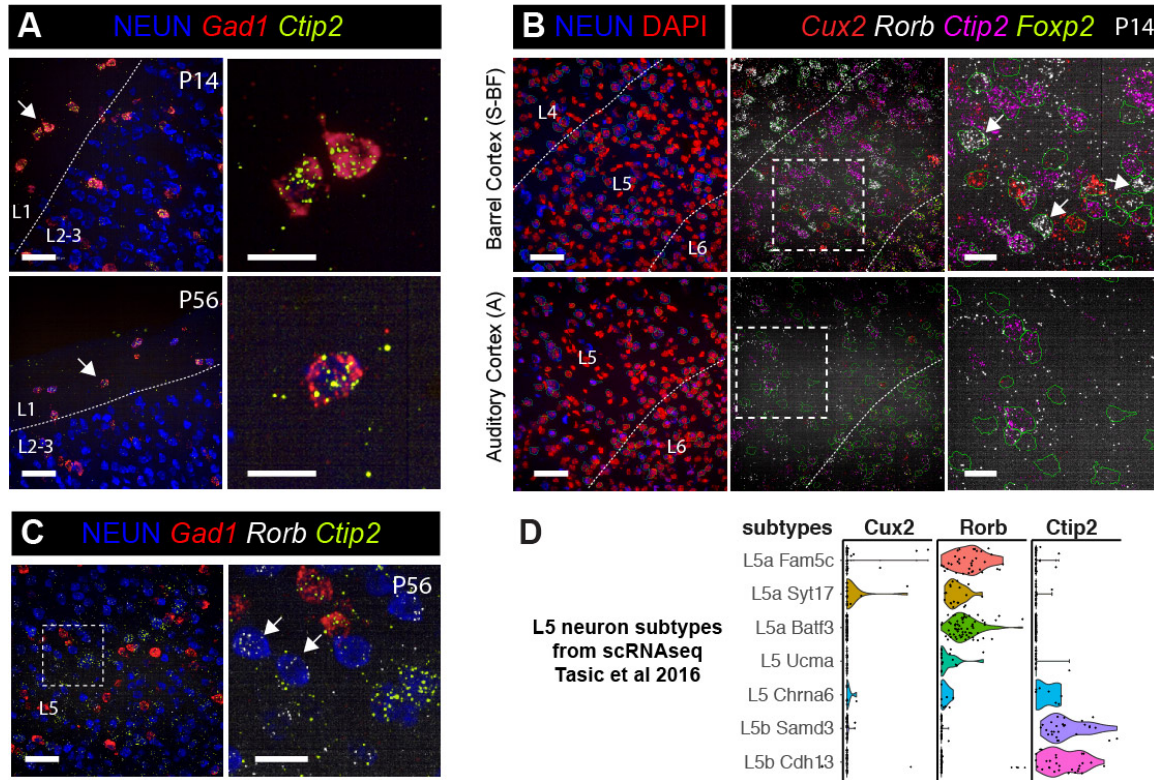 A NEUN Gad1 Ctip2
P14
L1
L2-3
P56
L1
L2-3
B NEUN DAPI Cux2 Rorb Ctip2 Foxp2 P14
Barrel Cortex (S-BF)
L4
L5
L6
Auditory Cortex (A)
L5
L6
C NEUN Gad1 Rorb Ctip2
L5
P56
D subtypes Cux2 Rorb Ctip2
L5 neuron subtypes
from scRNAseq
Tasic et al 2016
L5a Fam5c
L5a Syt17
L5a Batf3
L5 Ucma
L5 Chrna6
L5b Samd3
L5b Cdh13